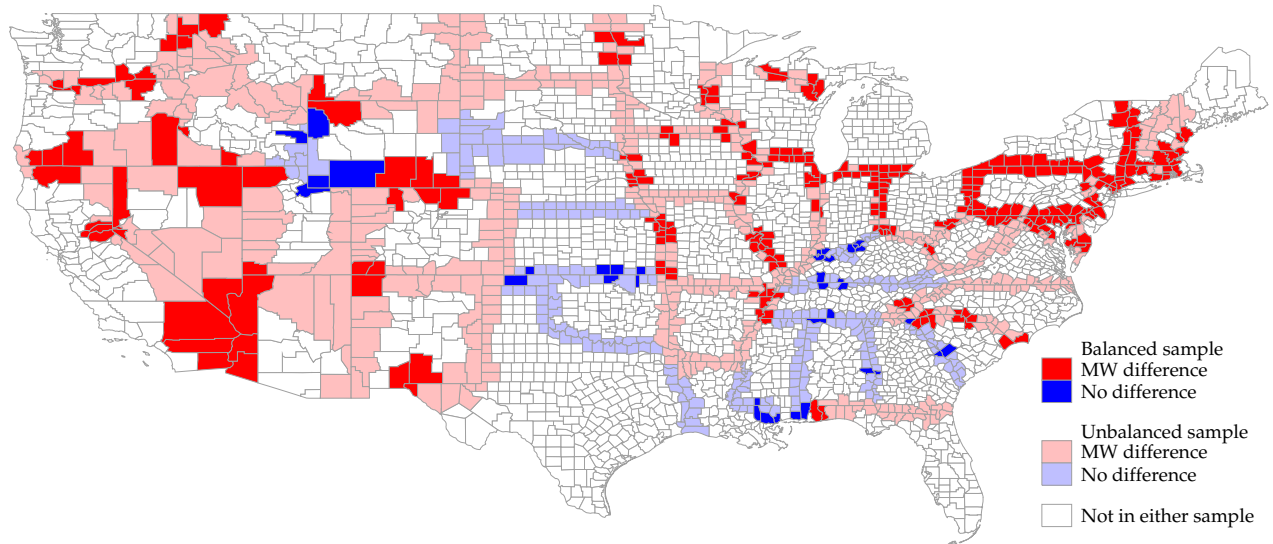 Balanced sample
MW difference
No difference
Unbalanced sample
MW difference
No difference
Not in either sample